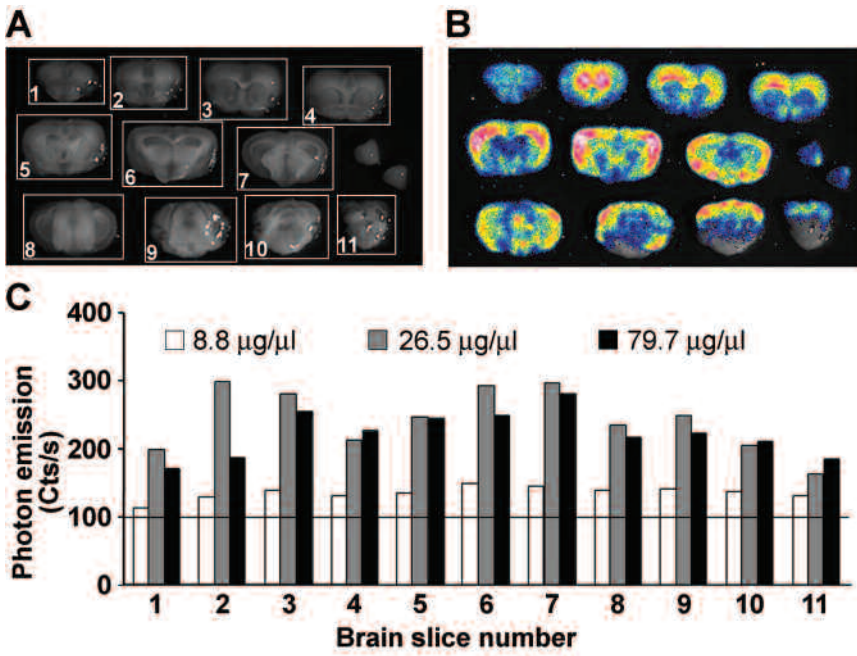 A
B
1
2
3
4
5
6
7
8
9
10
11
C
400
300
200
100
0
Photon emission
(Cts/s)
8.8 µg/µl
26.5 µg/µl
79.7 µg/µl
1 2 3 4 5 6 7 8 9 10 11
Brain slice number